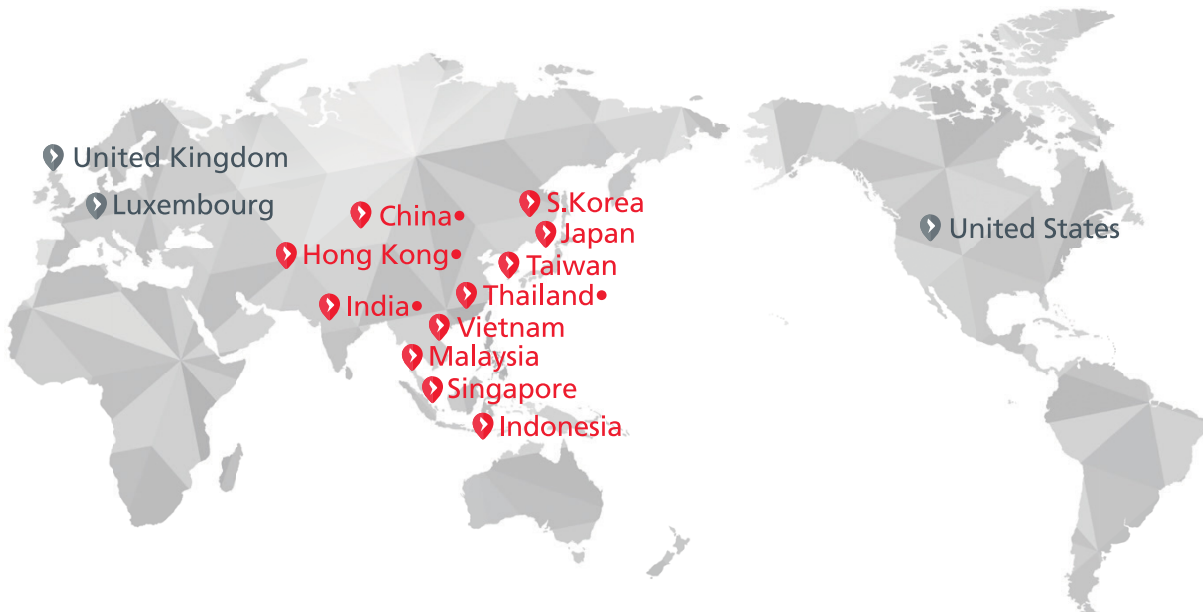 United Kingdom
Luxembourg
China•
Hong Kong•
India•
S.Korea
Japan
Taiwan
Thailand•
Vietnam
Malaysia
Singapore
Indonesia
United States